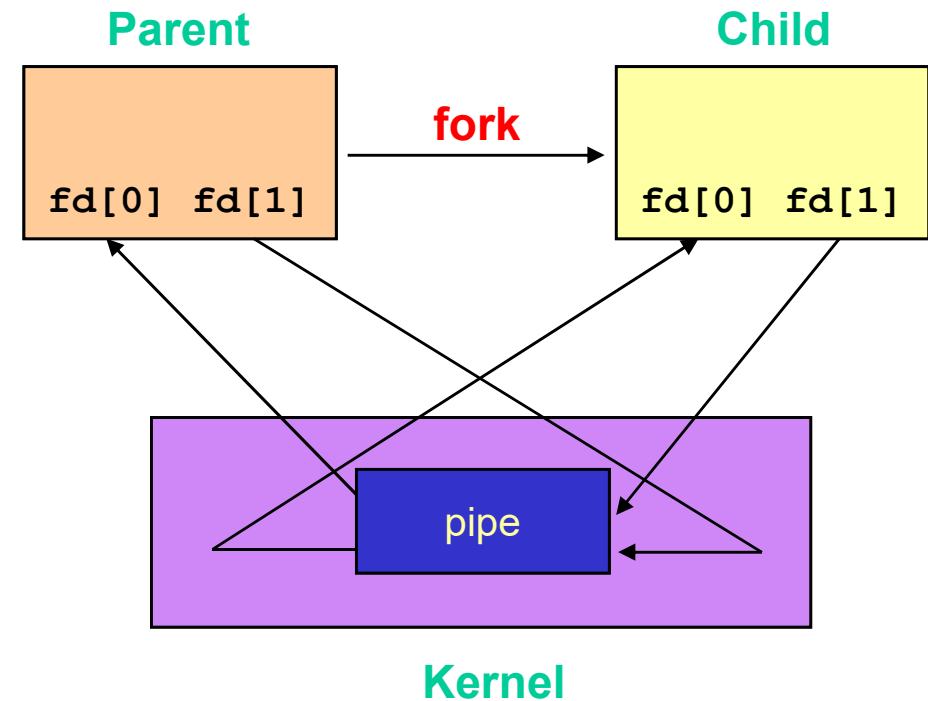 Parent
Child
fork
fd[0] fd[1]
fd[0] fd[1]
pipe
Kernel